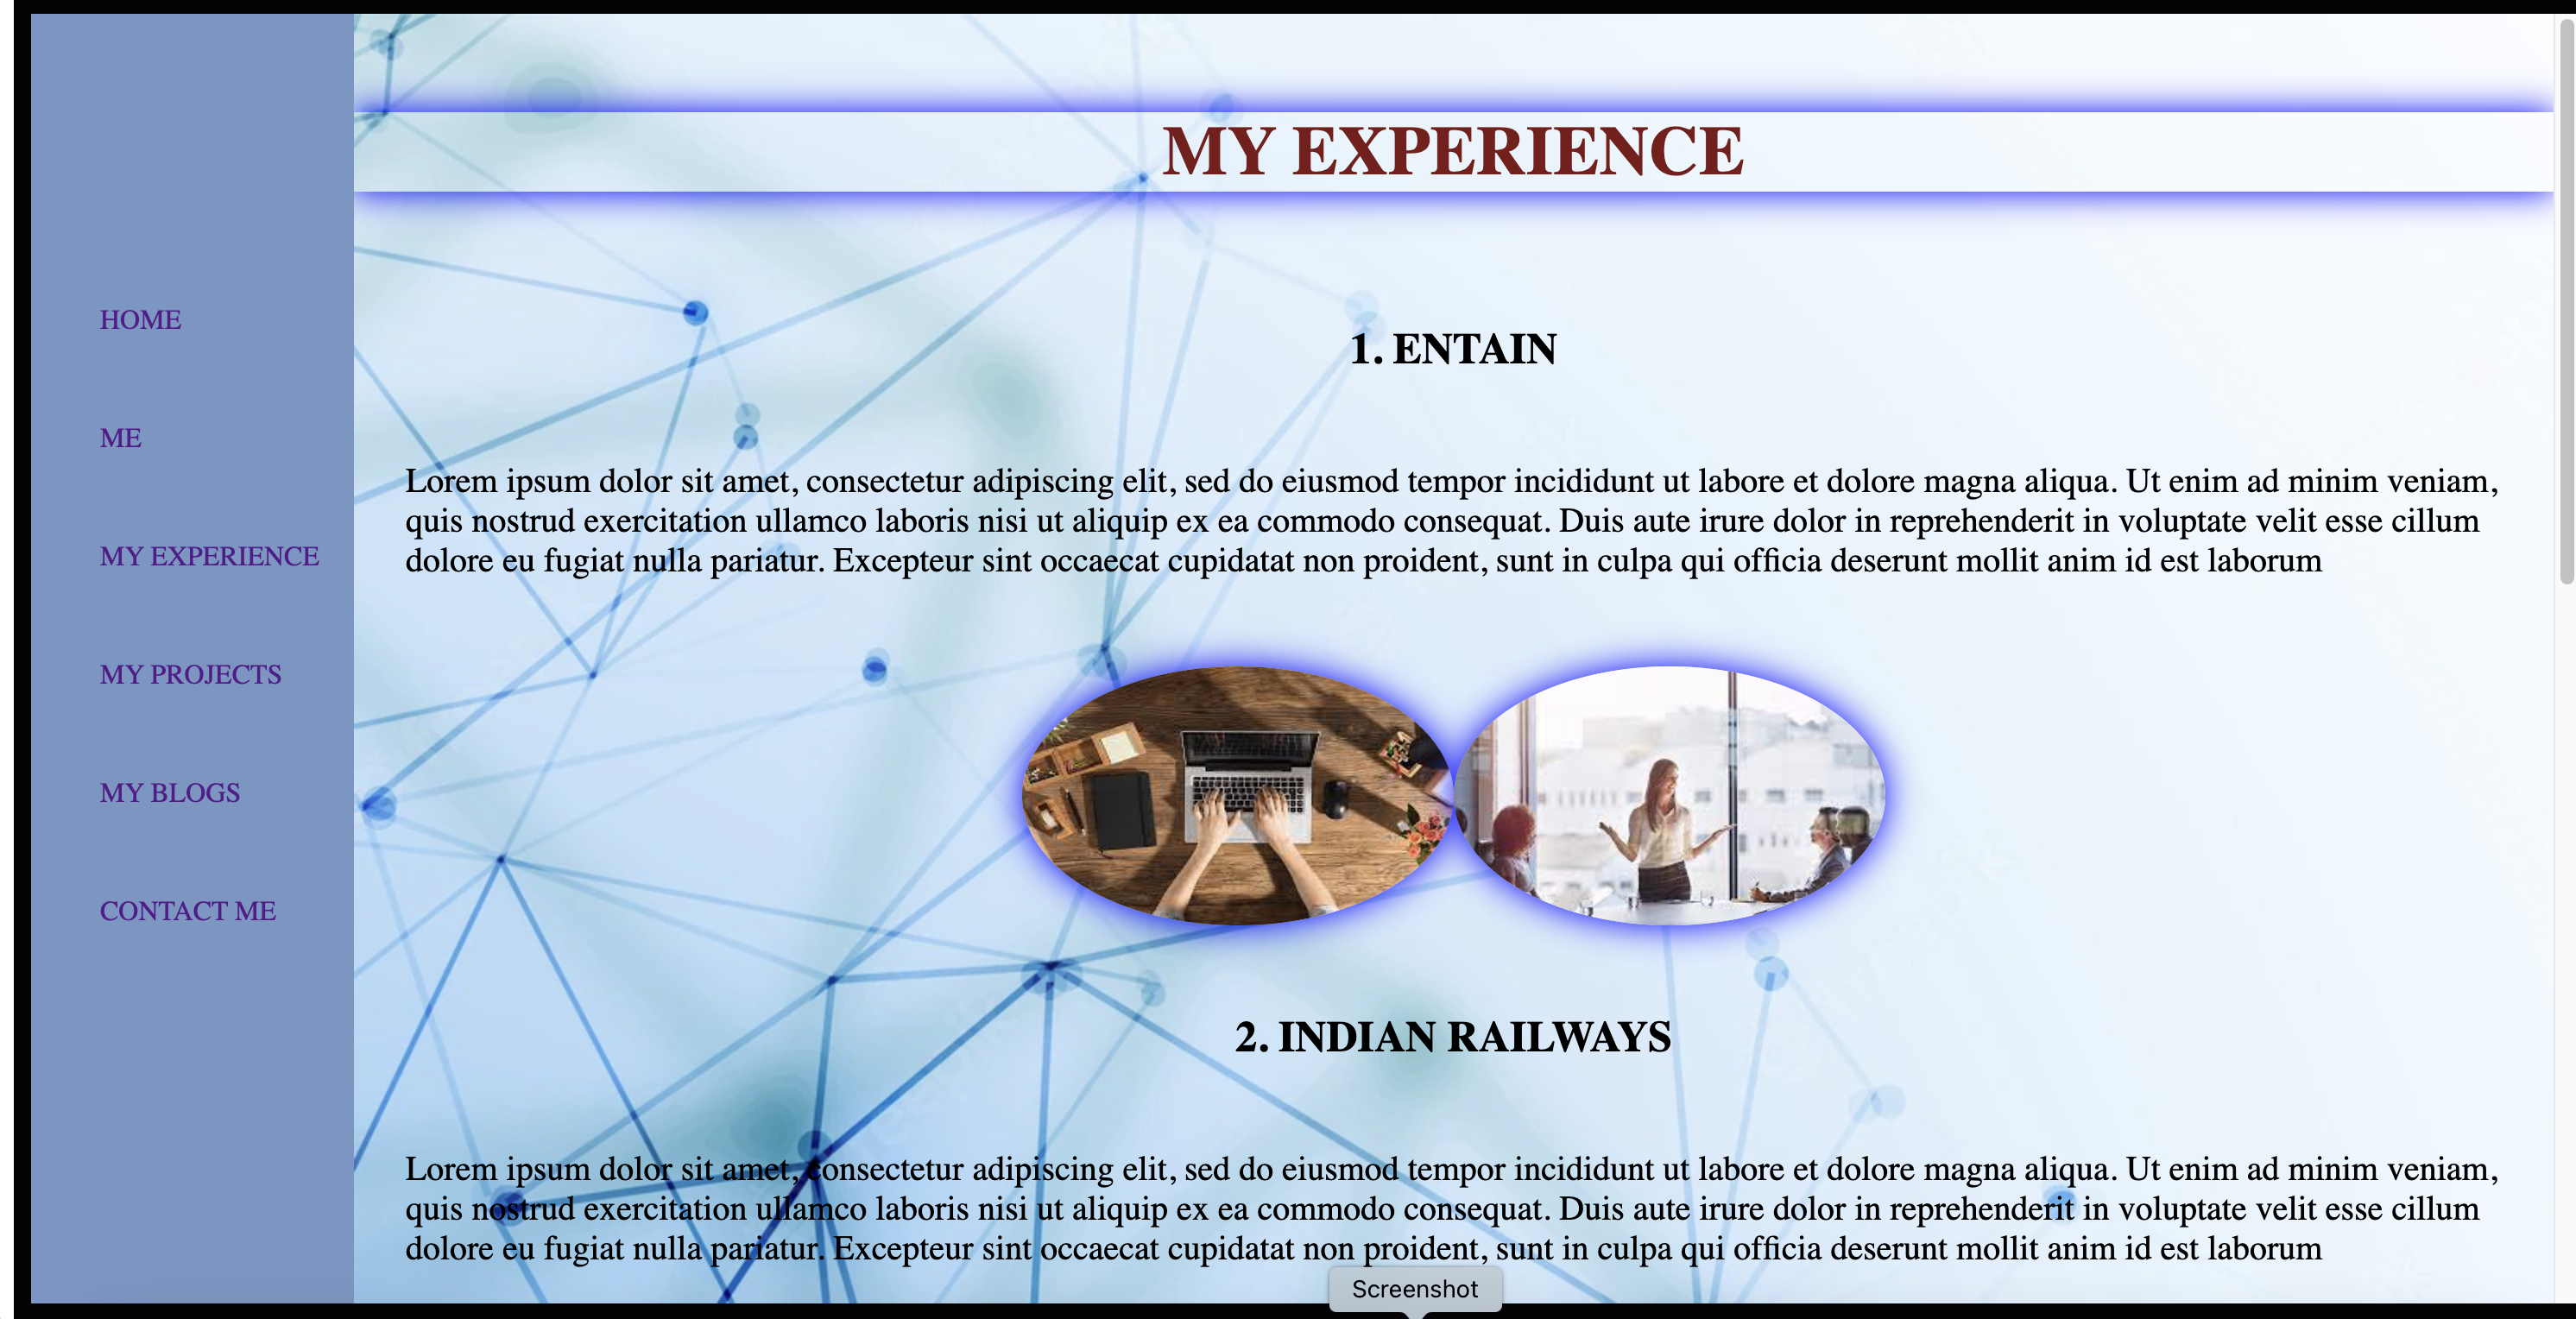 MY EXPERIENCE
HOME
ME
MY EXPERIENCE
MY PROJECTS
MY BLOGS
CONTACT ME
1. ENTAIN
Lorem ipsum dolor sit amet, consectetur adipiscing elit, sed do eiusmod tempor incididunt ut labore et dolore magna aliqua. Ut enim ad minim veniam,
quis nostrud exercitation ullamco laboris nisi ut aliquip ex ea commodo consequat. Duis aute irure dolor in reprehenderit in voluptate velit esse cillum
dolore eu fugiat nulla pariatur. Excepteur sint occaecat cupidatat non proident, sunt in culpa qui officia deserunt mollit anim id est laborum
2. INDIAN RAILWAYS
Lorem ipsum dolor sit amet, consectetur adipiscing elit, sed do eiusmod tempor incididunt ut labore et dolore magna aliqua. Ut enim ad minim veniam,
quis nostrud exercitation ullamco laboris nisi ut aliquip ex ea commodo consequat. Duis aute irure dolor in reprehenderit in voluptate velit esse cillum
dolore eu fugiat nulla pariatur. Excepteur sint occaecat cupidatat non proident, sunt in culpa qui officia deserunt mollit anim id est laborum
Screenshot